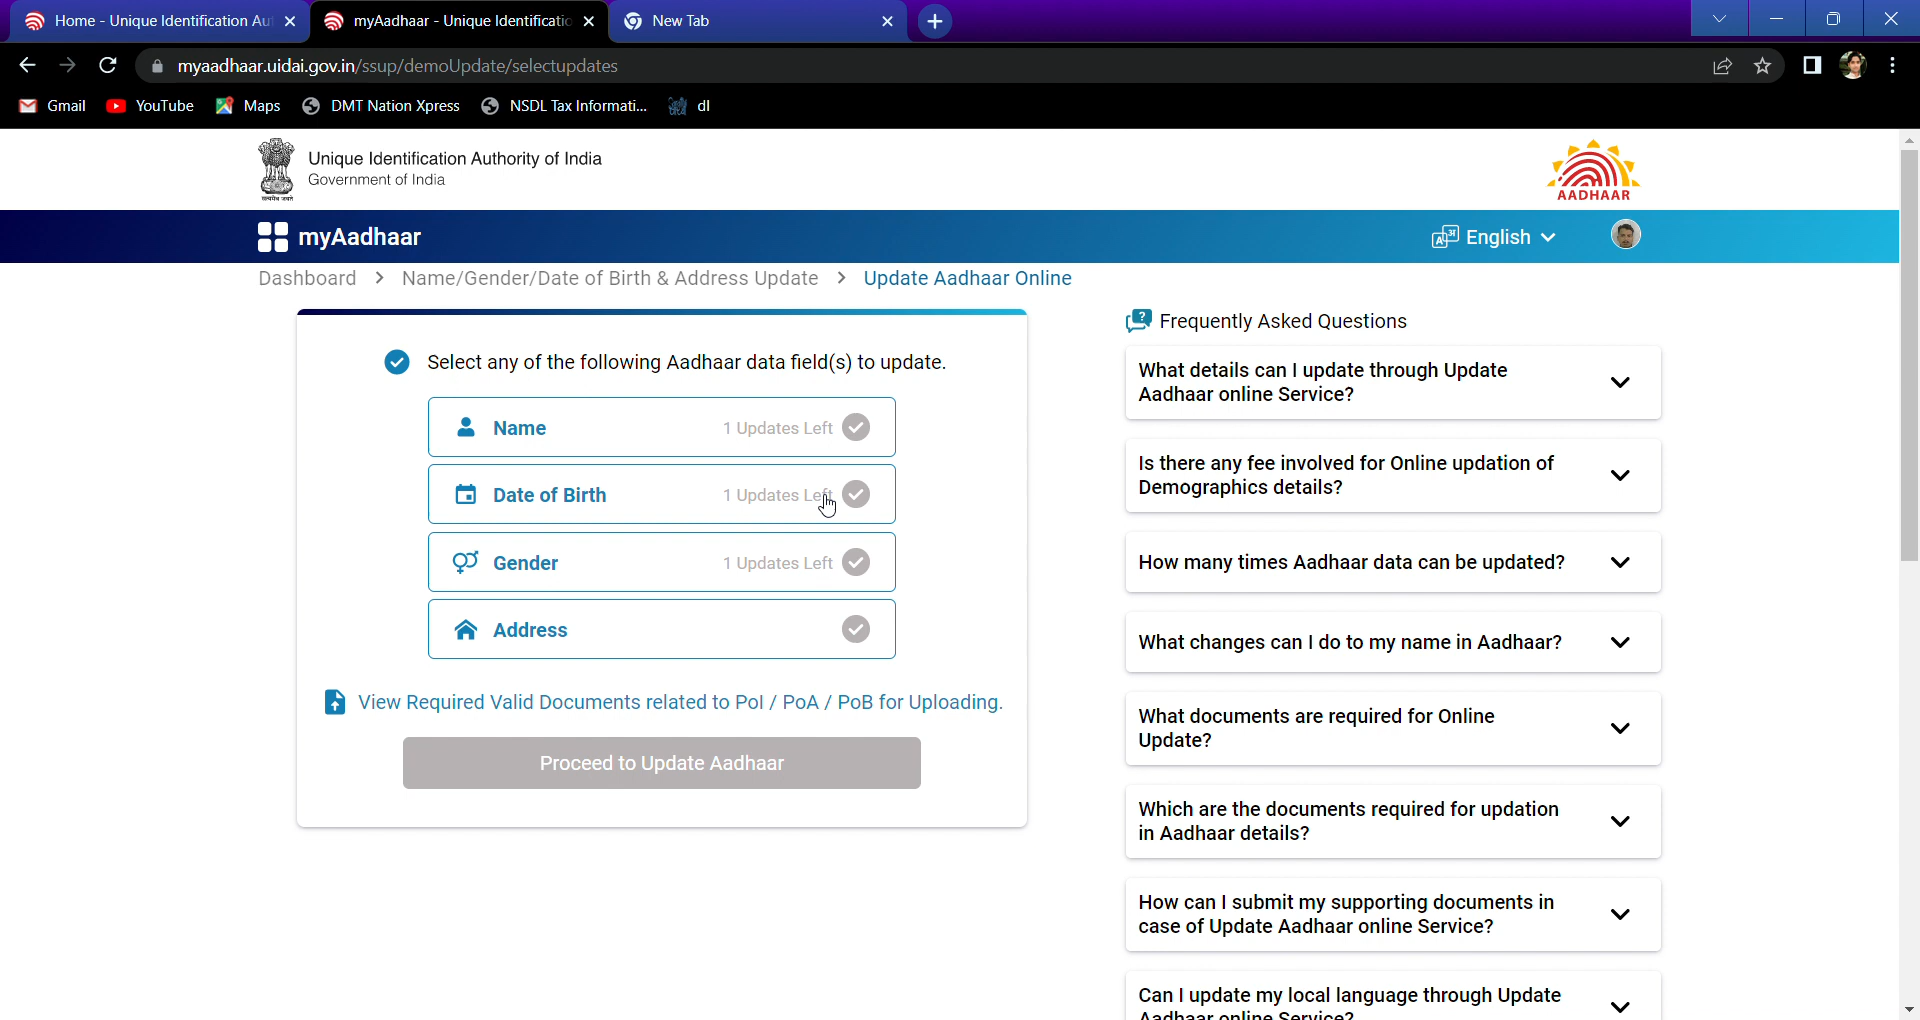 Home - Unique Identification Au
myAadhaar - Unique Identificatio
New Tab
myaadhaar.uidai.gov.in/ssup/demoUpdate/selectupdates
Gmail
YouTube
Maps
DMT Nation Xpress
NSDL Tax Informati...
dl
सत्यमेव जयते
Unique Identification Authority of India
Government of India
AADHAAR
myAadhaar
English
Dashboard > Name/Gender/Date of Birth & Address Update > Update Aadhaar Online
Select any of the following Aadhaar data field(s) to update.
Name 1 Updates Left
Date of Birth 1 Updates Left
Gender 1 Updates Left
Address
View Required Valid Documents related to PoI / PoA / PoB for Uploading.
Proceed to Update Aadhaar
Frequently Asked Questions
What details can I update through Update
Aadhaar online Service?
Is there any fee involved for Online updation of
Demographics details?
How many times Aadhaar data can be updated?
What changes can I do to my name in Aadhaar?
What documents are required for Online
Update?
Which are the documents required for updation
in Aadhaar details?
How can I submit my supporting documents in
case of Update Aadhaar online Service?
Can I update my local language through Update
Aadhaar online Service?